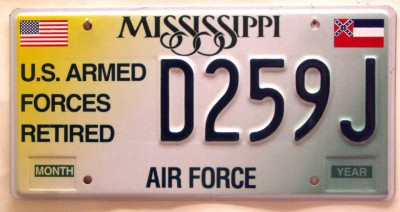 MISSISSIPPI
U.S. ARMED
FORCES
RETIRED
D259J
MONTH
AIR FORCE
YEAR